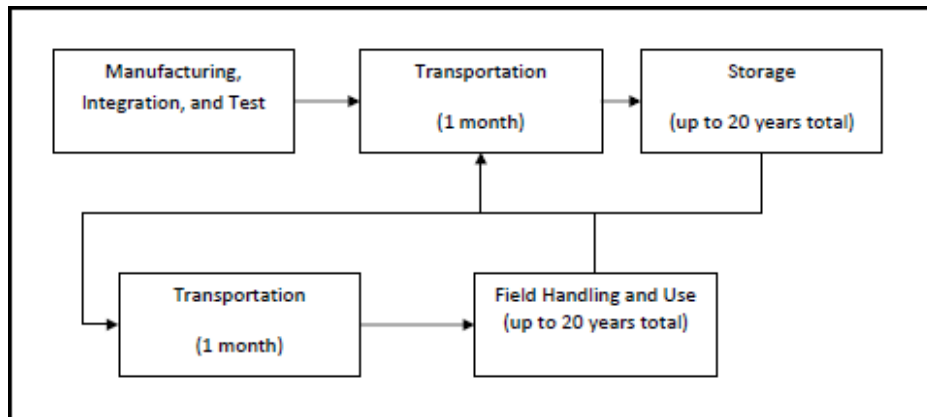 Manufacturing,
Integration, and Test
Transportation
(1 month)
Storage
(up to 20 years total)
Transportation
(1 month)
Field Handling and Use
(up to 20 years total)